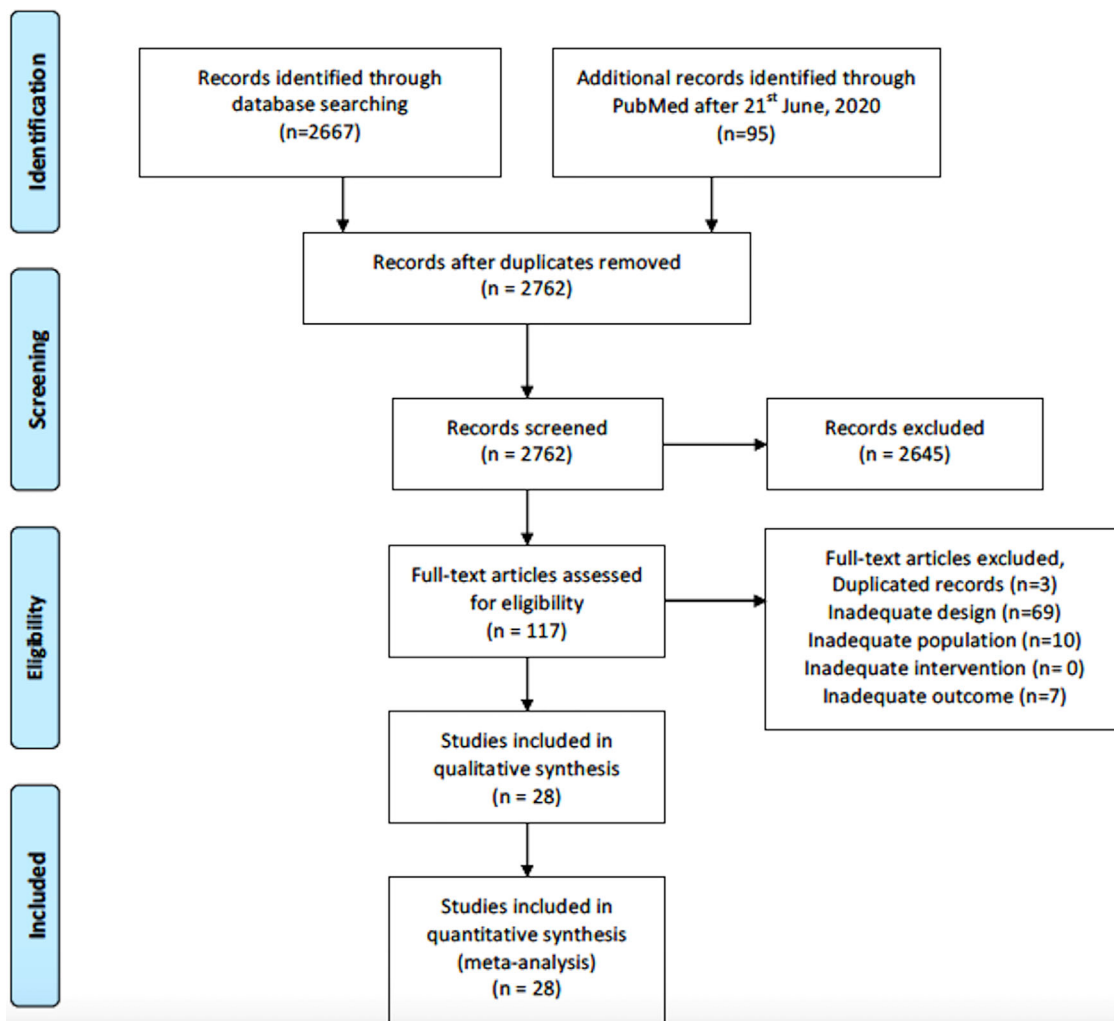 Identification
Records identified through
database searching
(n=2667)
Additional records identified through
PubMed after 21st June, 2020
(n=95)
Records after duplicates removed
(n = 2762)
Screening
Records screened
(n = 2762)
Records excluded
(n = 2645)
Eligibility
Full-text articles assessed
for eligibility
(n = 117)
Full-text articles excluded,
Duplicated records (n=3)
Inadequate design (n=69)
Inadequate population (n=10)
Inadequate intervention (n= 0)
Inadequate outcome (n=7)
Studies included in
qualitative synthesis
(n = 28)
Included
Studies included in
quantitative synthesis
(meta-analysis)
(n = 28)